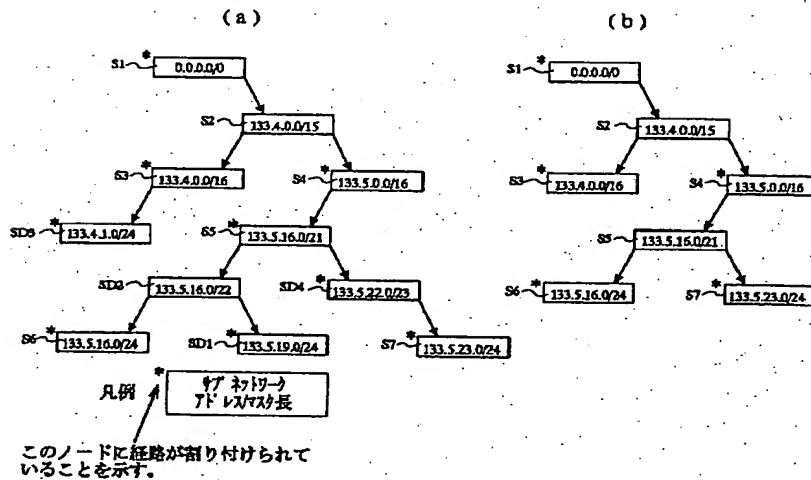 (a)
S1 * 0.0.0.0/0
S2 133.4.0.0/15
S3 * 133.4.0.0/16
S4 * 133.5.0.0/16
SD3 * 133.4.1.0/24
S5 * 133.5.16.0/21
SD2 133.5.16.0/22
SD4 * 133.5.22.0/23
S6 * 133.5.16.0/24
SD1 * 133.5.19.0/24
S7 * 133.5.23.0/24
凡例
* サブネットワーク
アドレス/マスク長
このノードに経路が割り付けられて
いることを示す。
(b)
S1 * 0.0.0.0/0
S2 133.4.0.0/15
S3 * 133.4.0.0/16
S4 * 133.5.0.0/16
S5 133.5.16.0/21
S6 * 133.5.16.0/24
S7 * 133.5.23.0/24